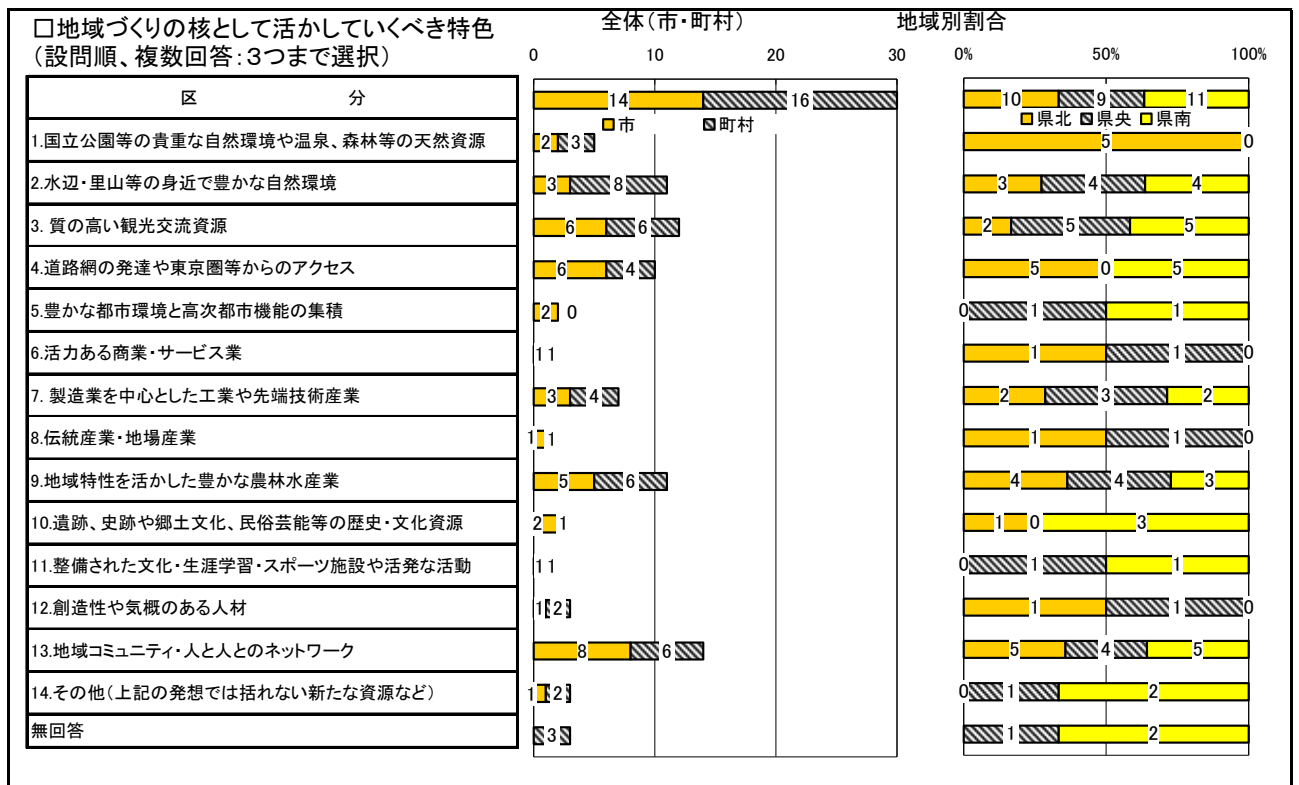 □地域づくりの核として活かしていくべき特色
(設問順、複数回答:3つまで選択)
全体(市・町村)
地域別割合
0 10 20 30
0% 50% 100%
区 分
14 16
10 9 11
市 町村
県北 県央 県南
1.国立公園等の貴重な自然環境や温泉、森林等の天然資源
2 3
5 0
2.水辺・里山等の身近で豊かな自然環境
3 8
3 4 4
3. 質の高い観光交流資源
6 6
2 5 5
4.道路網の発達や東京圏等からのアクセス
6 4
5 0 5
5.豊かな都市環境と高次都市機能の集積
2 0
0 1 1
6.活力ある商業・サービス業
1 1
1 1 0
7. 製造業を中心とした工業や先端技術産業
3 4
2 3 2
8.伝統産業・地場産業
1 1
1 1 0
9.地域特性を活かした豊かな農林水産業
5 6
4 4 3
10.遺跡、史跡や郷土文化、民俗芸能等の歴史・文化資源
2 1
1 0 3
11.整備された文化・生涯学習・スポーツ施設や活発な活動
1 1
0 1 1
12.創造性や気概のある人材
1 2
1 1 0
13.地域コミュニティ・人と人とのネットワーク
8 6
5 4 5
14.その他(上記の発想では括れない新たな資源など)
1 2
0 1 2
無回答
3
1 2